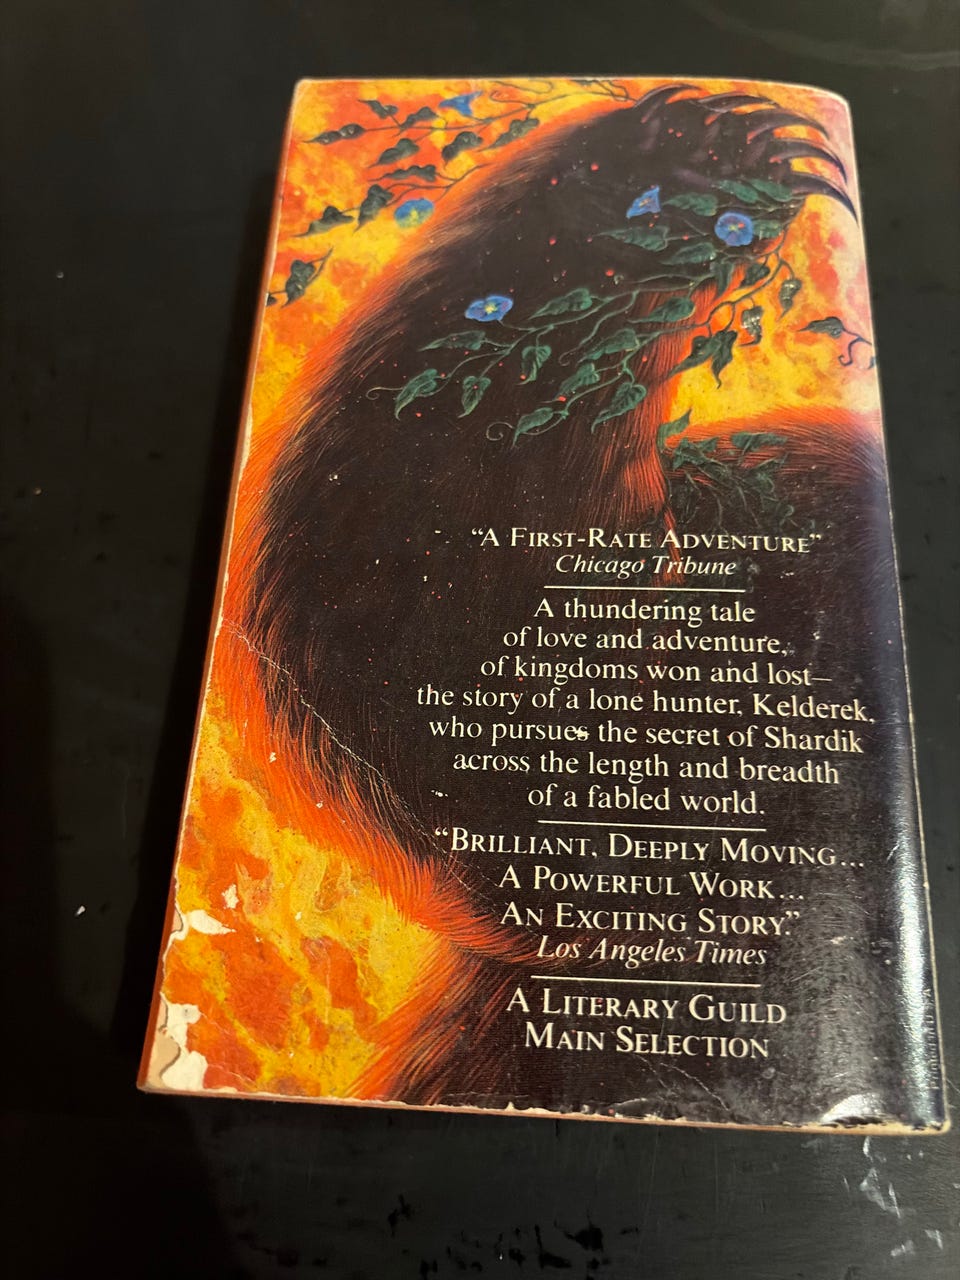 “A FIRST-RATE ADVENTURE”
Chicago Tribune
A thundering tale
of love and adventure,
of kingdoms won and lost—
the story of a lone hunter, Kelderek,
who pursues the secret of Shardik
across the length and breadth
of a fabled world.
“BRILLIANT, DEEPLY MOVING...
A POWERFUL WORK...
AN EXCITING STORY.”
Los Angeles Times
A LITERARY GUILD
MAIN SELECTION